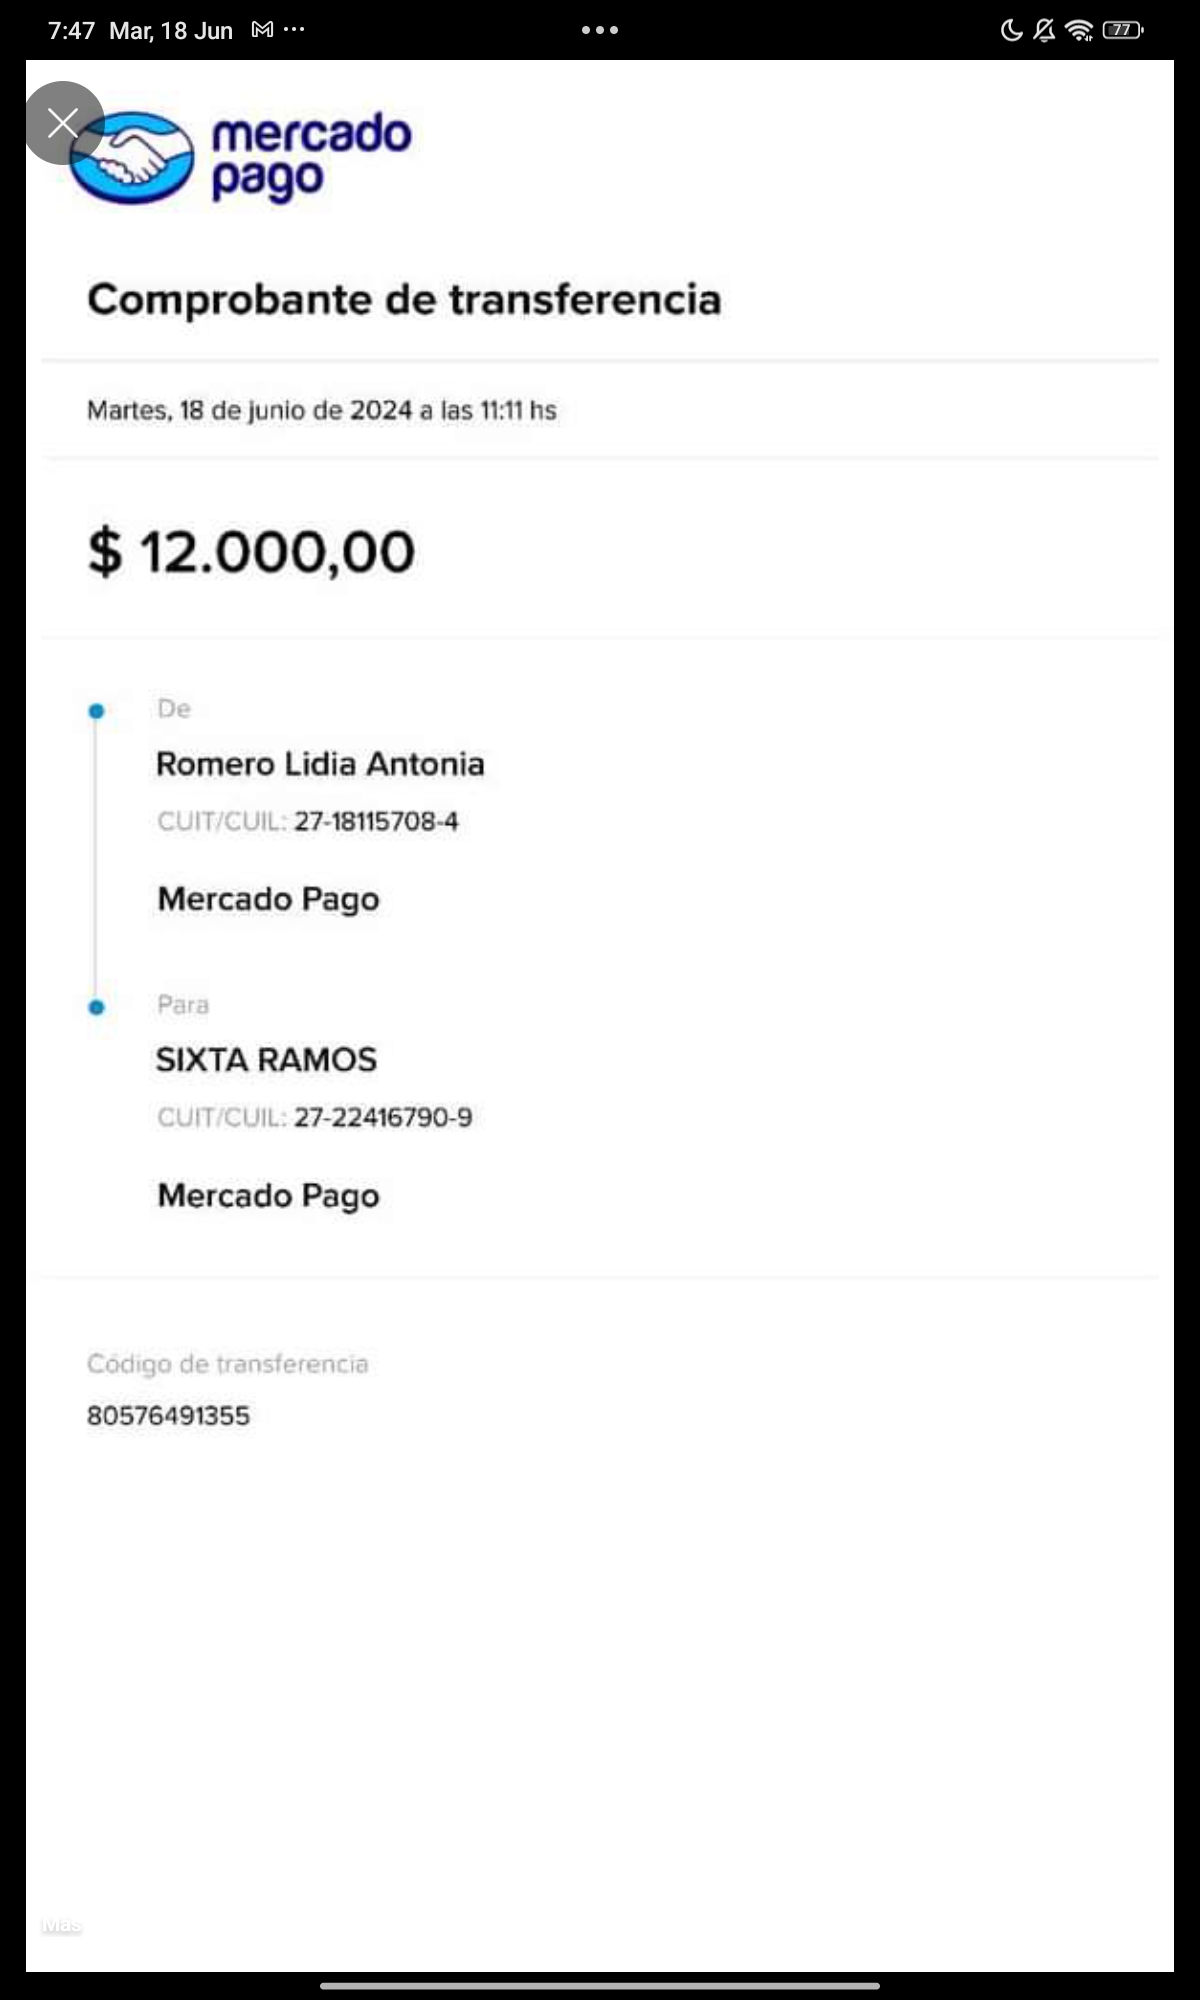 7:47 Mar, 18 Jun
77
mercado
pago
Comprobante de transferencia
Martes, 18 de junio de 2024 a las 11:11 hs
$ 12.000,00
De
Romero Lidia Antonia
CUIT/CUIL: 27-18115708-4
Mercado Pago
Para
SIXTA RAMOS
CUIT/CUIL: 27-22416790-9
Mercado Pago
Código de transferencia
80576491355
Más